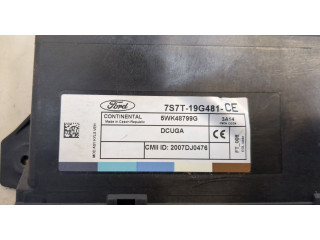 Ford
7S7T-19G481-CE
CONTINENTAL
Made in Czech Republic
5WK48799G
3A14
DCUGA
CMII ID: 2007DJ0476